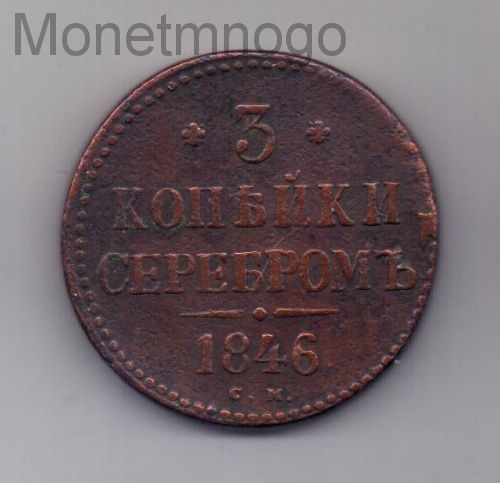 Monetmnogo
3
КОПѢЙКИ
СЕРЕБРОМЪ
1846
С.М.